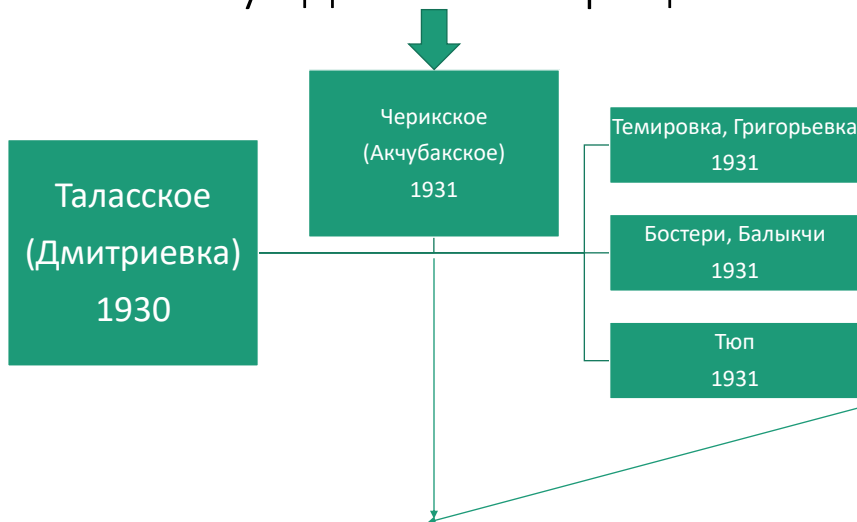 Таласское
(Дмитриевка)
1930
Черикское
(Акчубакское)
1931
Темировка, Григорьевка
1931
Бостери, Балыкчи
1931
Тюп
1931